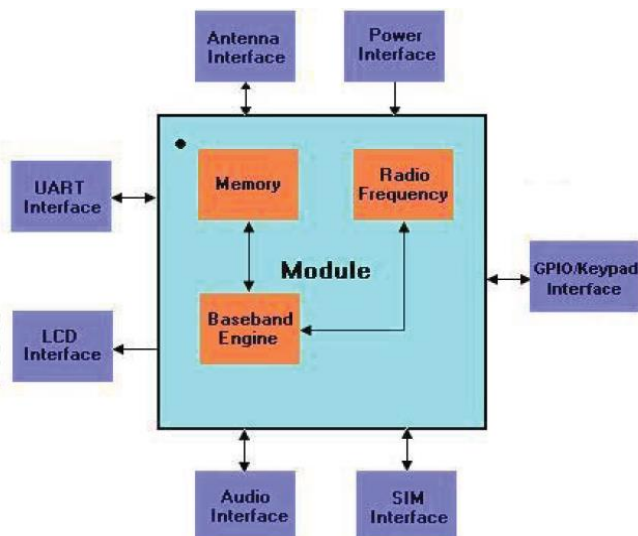 Antenna
Interface
Power
Interface
UART
Interface
Memory
Radio
Frequency
Module
GPIO/Keypad
Interface
LCD
Interface
Baseband
Engine
Audio
Interface
SIM
Interface